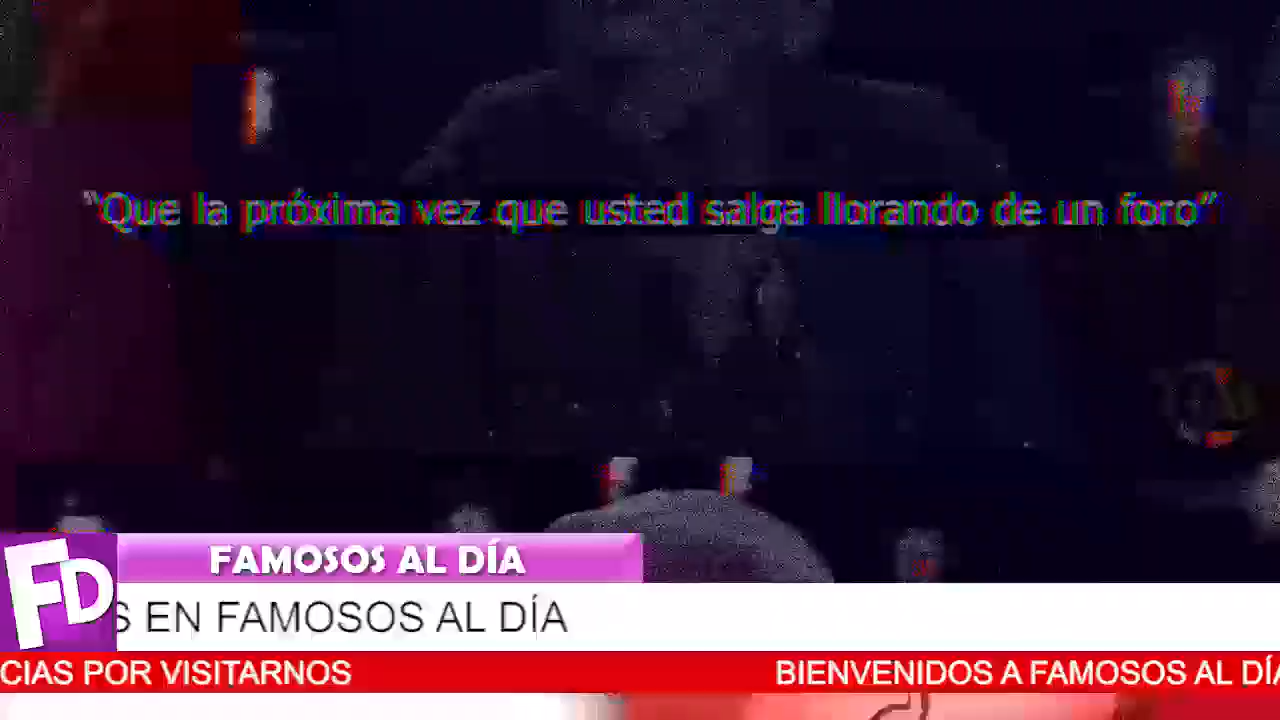 “Que la próxima vez que usted salga llorando de un foro”
FAMOSOS AL DÍA
FD
S EN FAMOSOS AL DÍA
CIAS POR VISITARNOS
BIENVENIDOS A FAMOSOS AL DÍA